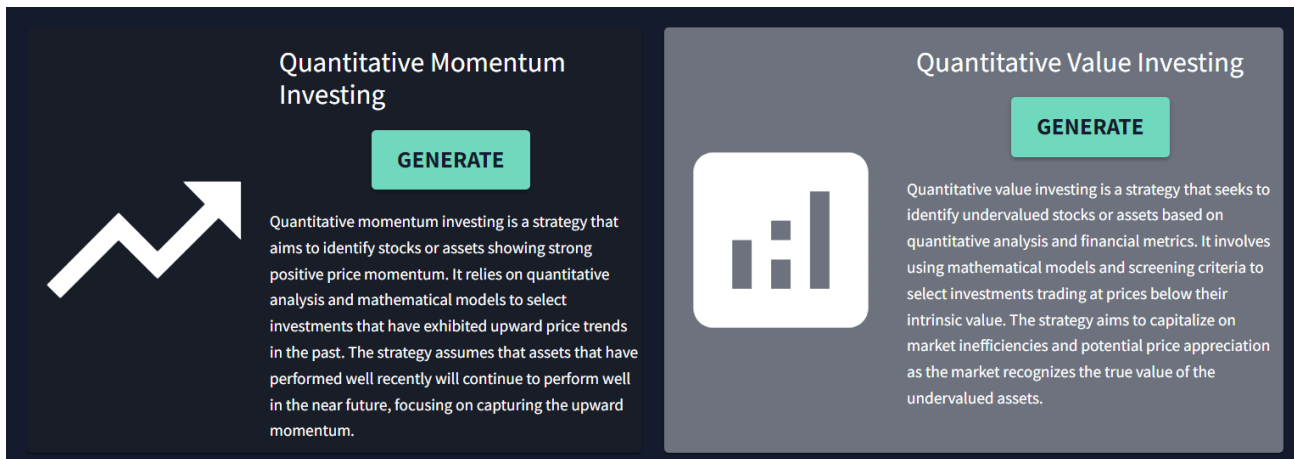 Quantitative Momentum
Investing
GENERATE
Quantitative momentum investing is a strategy that
aims to identify stocks or assets showing strong
positive price momentum. It relies on quantitative
analysis and mathematical models to select
investments that have exhibited upward price trends
in the past. The strategy assumes that assets that have
performed well recently will continue to perform well
in the near future, focusing on capturing the upward
momentum.
Quantitative Value Investing
GENERATE
Quantitative value investing is a strategy that seeks to
identify undervalued stocks or assets based on
quantitative analysis and financial metrics. It involves
using mathematical models and screening criteria to
select investments trading at prices below their
intrinsic value. The strategy aims to capitalize on
market inefficiencies and potential price appreciation
as the market recognizes the true value of the
undervalued assets.